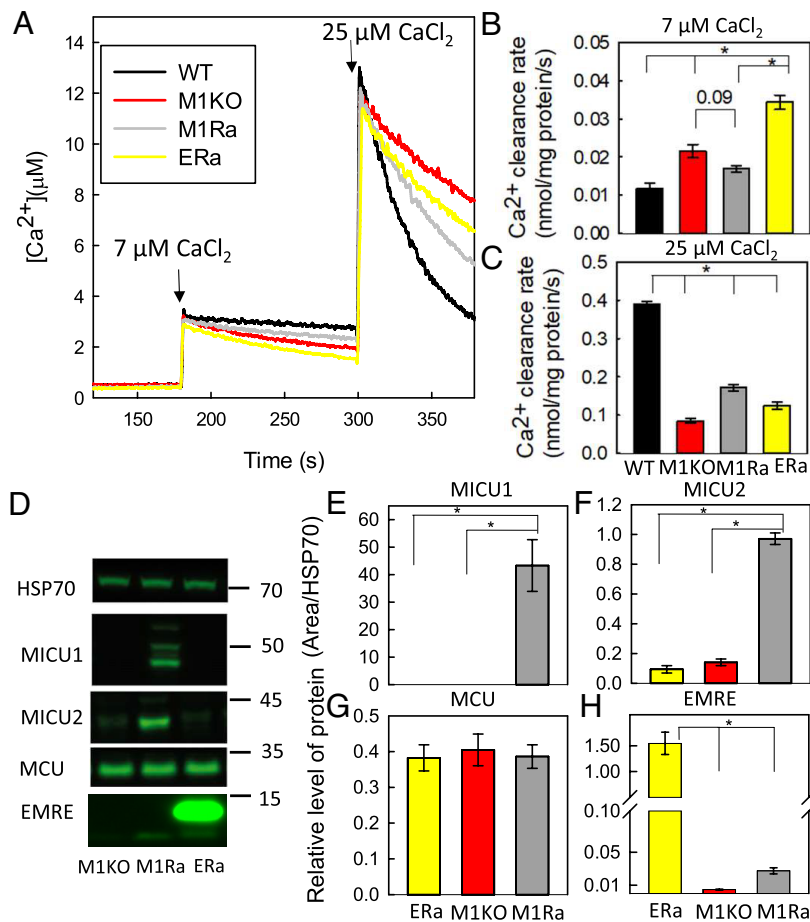 A
14
12
10
8
6
4
2
0
[Ca2+](μM)
WT
M1KO
M1Ra
ERa
25 μM CaCl2
7 μM CaCl2
150 200 250 300 350
Time (s)
B
7 μM CaCl2
0.05
0.04
0.03
0.02
0.01
0.00
Ca2+ clearance rate
(nmol/mg protein/s)
*
*
0.09
C
25 μM CaCl2
0.4
0.3
0.2
0.1
0.0
Ca2+ clearance rate
(nmol/mg protein/s)
*
WT M1KO M1Ra ERa
D
HSP70
70
MICU1
50
MICU2
45
MCU
35
EMRE
15
M1KO M1Ra ERa
Relative level of protein (Area/HSP70)
E
MICU1
60
50
40
30
20
10
0
*
*
F
MICU2
1.2
1.0
0.8
0.6
0.4
0.2
0.0
*
*
G
MCU
0.5
0.4
0.3
0.2
0.1
0.0
ERa M1KO M1Ra
H
EMRE
1.50
1.00
0.10
0.05
0.01
*
ERa M1KO M1Ra